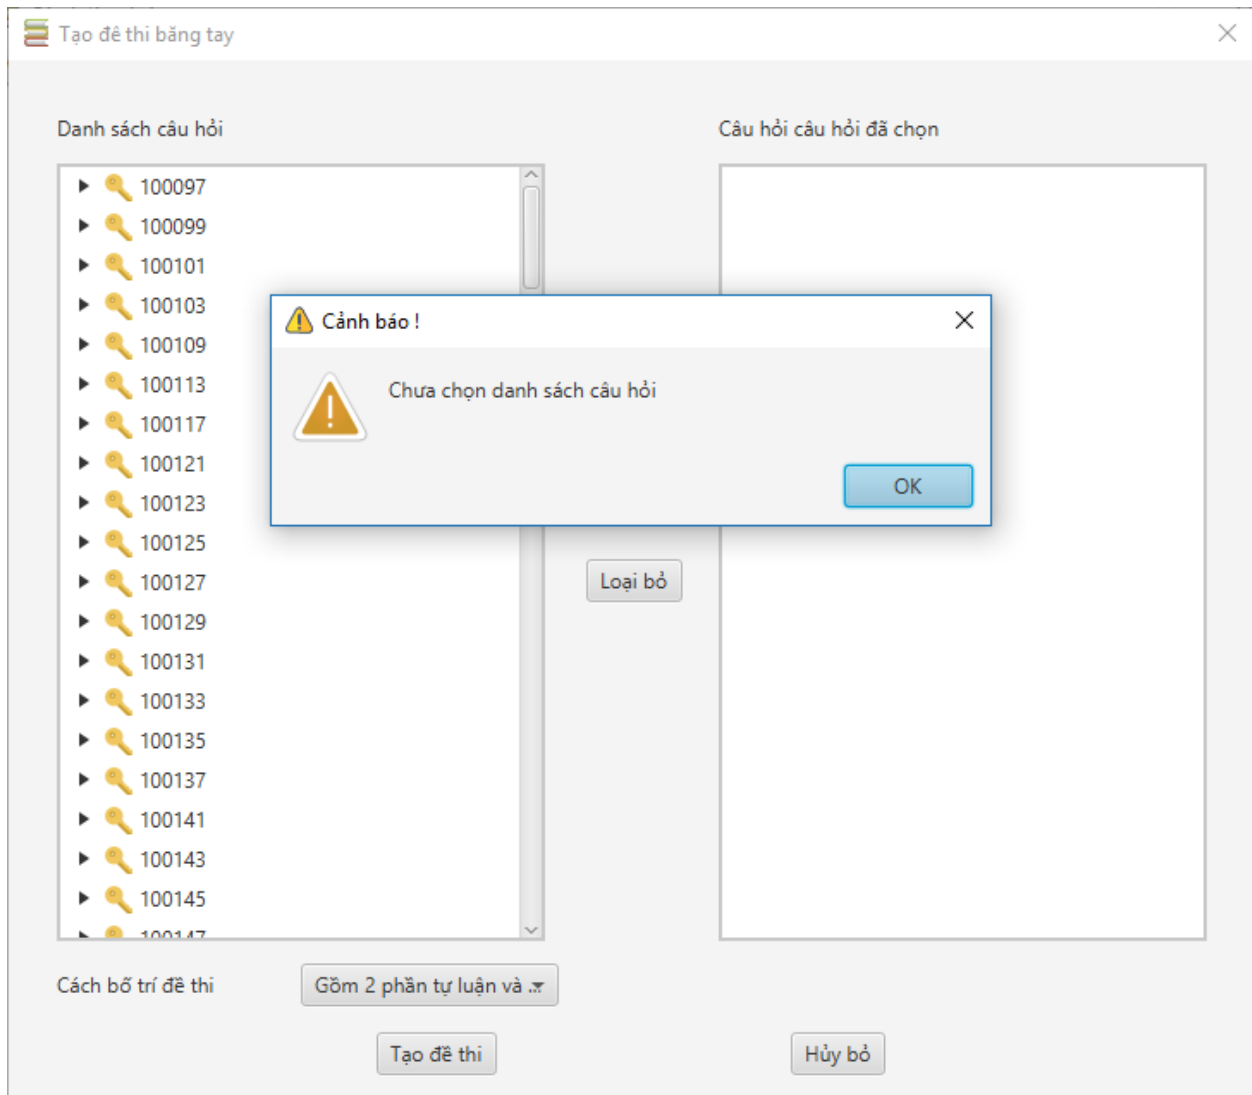 Tạo đề thi bằng tay
Danh sách câu hỏi
Câu hỏi câu hỏi đã chọn
100097
100099
100101
100103
100109
100113
100117
100121
100123
100125
100127
100129
100131
100133
100135
100137
100141
100143
100145
100147
Cảnh báo !
Chưa chọn danh sách câu hỏi
OK
Loại bỏ
Cách bố trí đề thi
Gồm 2 phần tự luận và ...
Tạo đề thi
Hủy bỏ